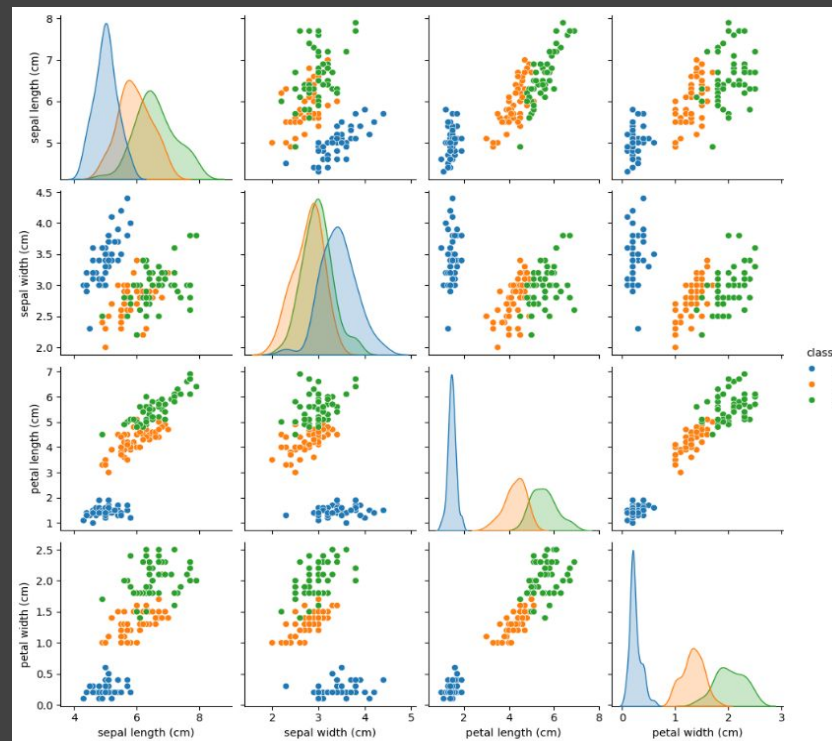 sepal length (cm)
8
7
6
5
sepal width (cm)
4.5
4.0
3.5
3.0
2.5
2.0
class
petal length (cm)
7
6
5
4
3
2
1
petal width (cm)
2.5
2.0
1.5
1.0
0.5
0.0
4 6 8
2 3 4 5
2 4 6 8
0 1 2 3
sepal length (cm)
sepal width (cm)
petal length (cm)
petal width (cm)